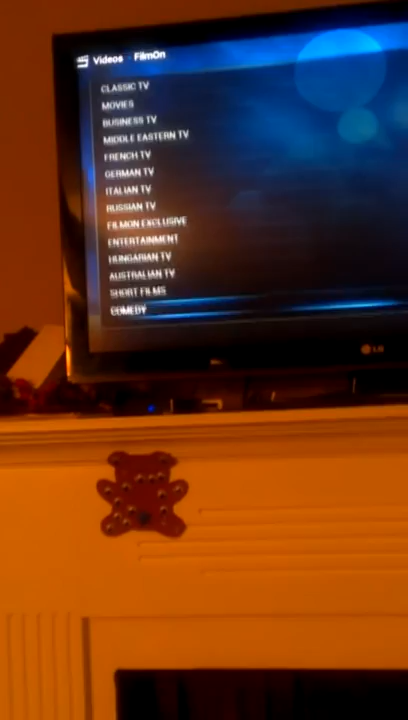 Videos - FilmOn
CLASSIC TV
MOVIES
BUSINESS TV
MIDDLE EASTERN TV
FRENCH TV
GERMAN TV
ITALIAN TV
RUSSIAN TV
FILMON EXCLUSIVE
ENTERTAINMENT
HUNGARIAN TV
AUSTRALIAN TV
SHORT FILMS
COMEDY
LG